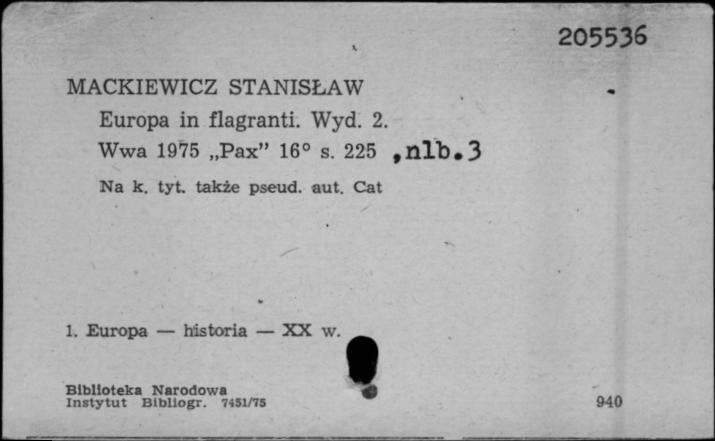 205536
MACKIEWICZ STANISŁAW
Europa in flagranti. Wyd. 2.
Wwa 1975 „Pax” 16° s. 225 ,nlb.3
Na k. tyt. także pseud. aut. Cat
1. Europa — historia — XX w.
Biblioteka Narodowa
Instytut Bibliogr. 7451/75
940